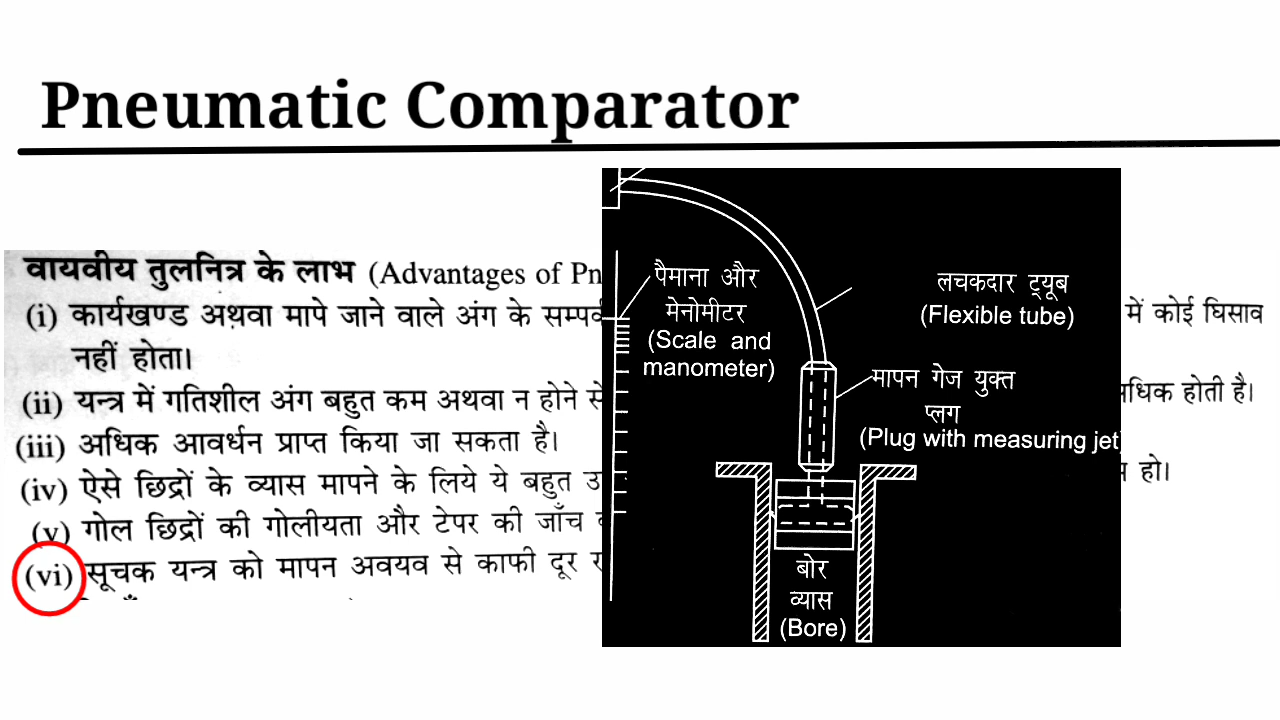 Pneumatic Comparator
वायवीय तुलनित्र के लाभ (Advantages of Pn
(i) कार्यखण्ड अथवा मापे जाने वाले अंग के सम्पर्क में कोई घिसाव
नहीं होता।
(ii) यन्त्र में गतिशील अंग बहुत कम अथवा न होने से अधिक होती है।
(iii) अधिक आवर्धन प्राप्त किया जा सकता है।
(iv) ऐसे छिद्रों के व्यास मापने के लिये ये बहुत हो।
(v) गोल छिद्रों की गोलीयता और टेपर की जाँच
(vi) सूचक यन्त्र को मापन अवयव से काफी दूर
पैमाना और
मेनोमीटर
(Scale and
manometer)
लचकदार ट्यूब
(Flexible tube)
मापन गेज युक्त
प्लग
(Plug with measuring jet)
बोर
व्यास
(Bore)